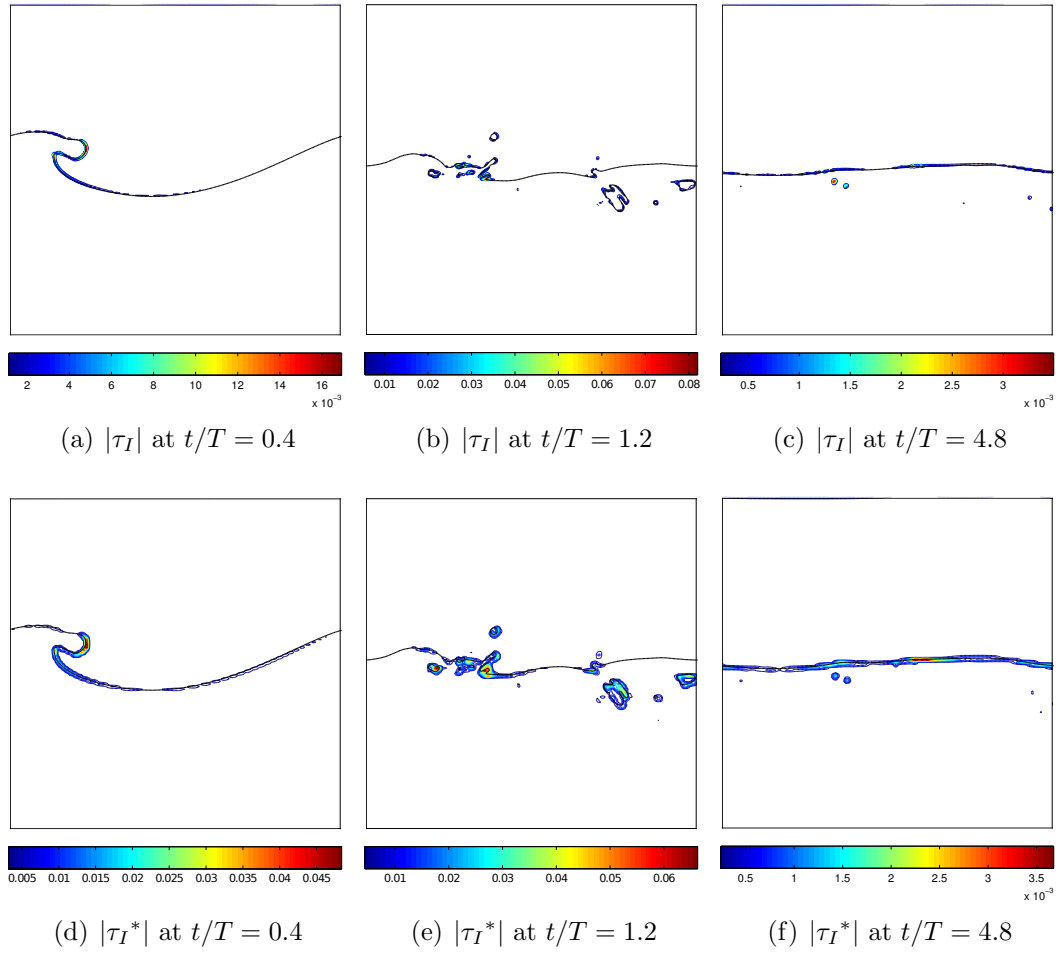 2 4 6 8 10 12 14 16
x 10⁻³
0.01 0.02 0.03 0.04 0.05 0.06 0.07 0.08
0.5 1 1.5 2 2.5 3
x 10⁻³
(a) |τ_I| at t/T = 0.4
(b) |τ_I| at t/T = 1.2
(c) |τ_I| at t/T = 4.8
0.005 0.01 0.015 0.02 0.025 0.03 0.035 0.04 0.045
0.01 0.02 0.03 0.04 0.05 0.06
0.5 1 1.5 2 2.5 3 3.5
x 10⁻³
(d) |τ_I*| at t/T = 0.4
(e) |τ_I*| at t/T = 1.2
(f) |τ_I*| at t/T = 4.8